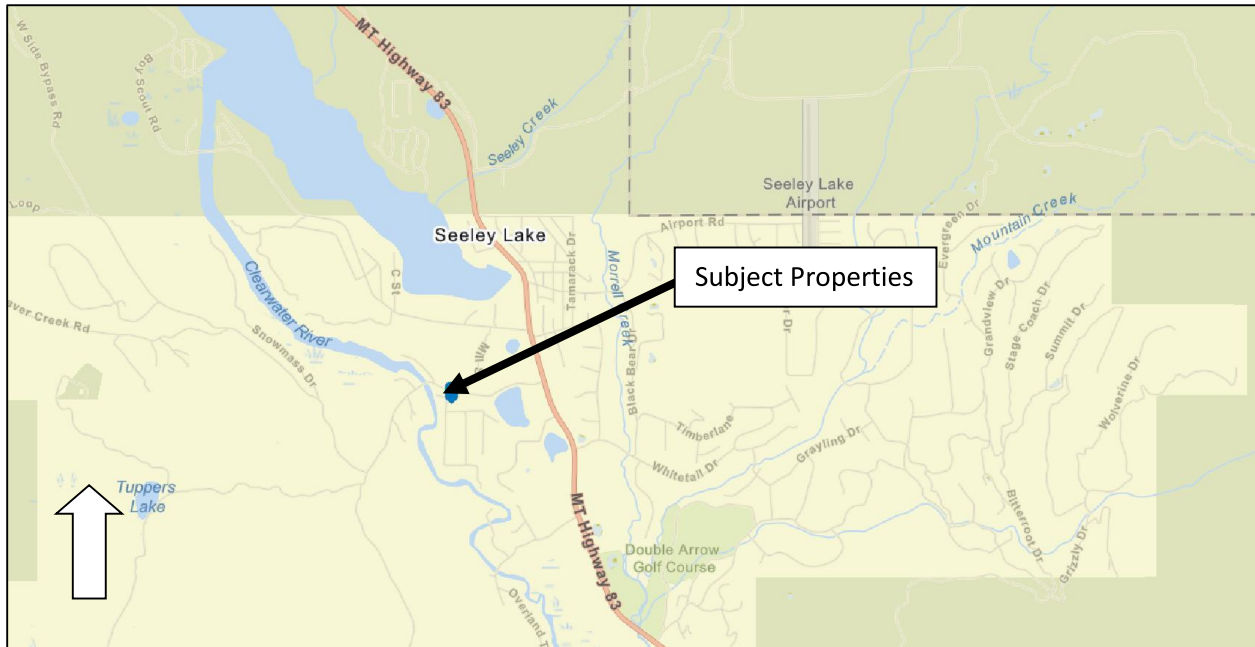 W Side Bypass Rd
Boy Scout Rd
MT Highway 83
Seeley Creek
Seeley Lake
Airport
Evergreen Dr
Mountain Creek
Loop
Airport Rd
Seeley Lake
Tamarack Dr
C St
Morrell Creek
Subject Properties
Clearwater River
Grandview Dr
Stage Coach Dr
Summit Dr
Creek Rd
Snowmass Dr
Mill
Black Bear Dr
Wolverine Dr
Timberlane
Grayling Dr
Whitetail Dr
Tuppers
Lake
MT Highway 83
Bitterroot Dr
Grizzly Dr
Double Arrow
Golf Course
Overland